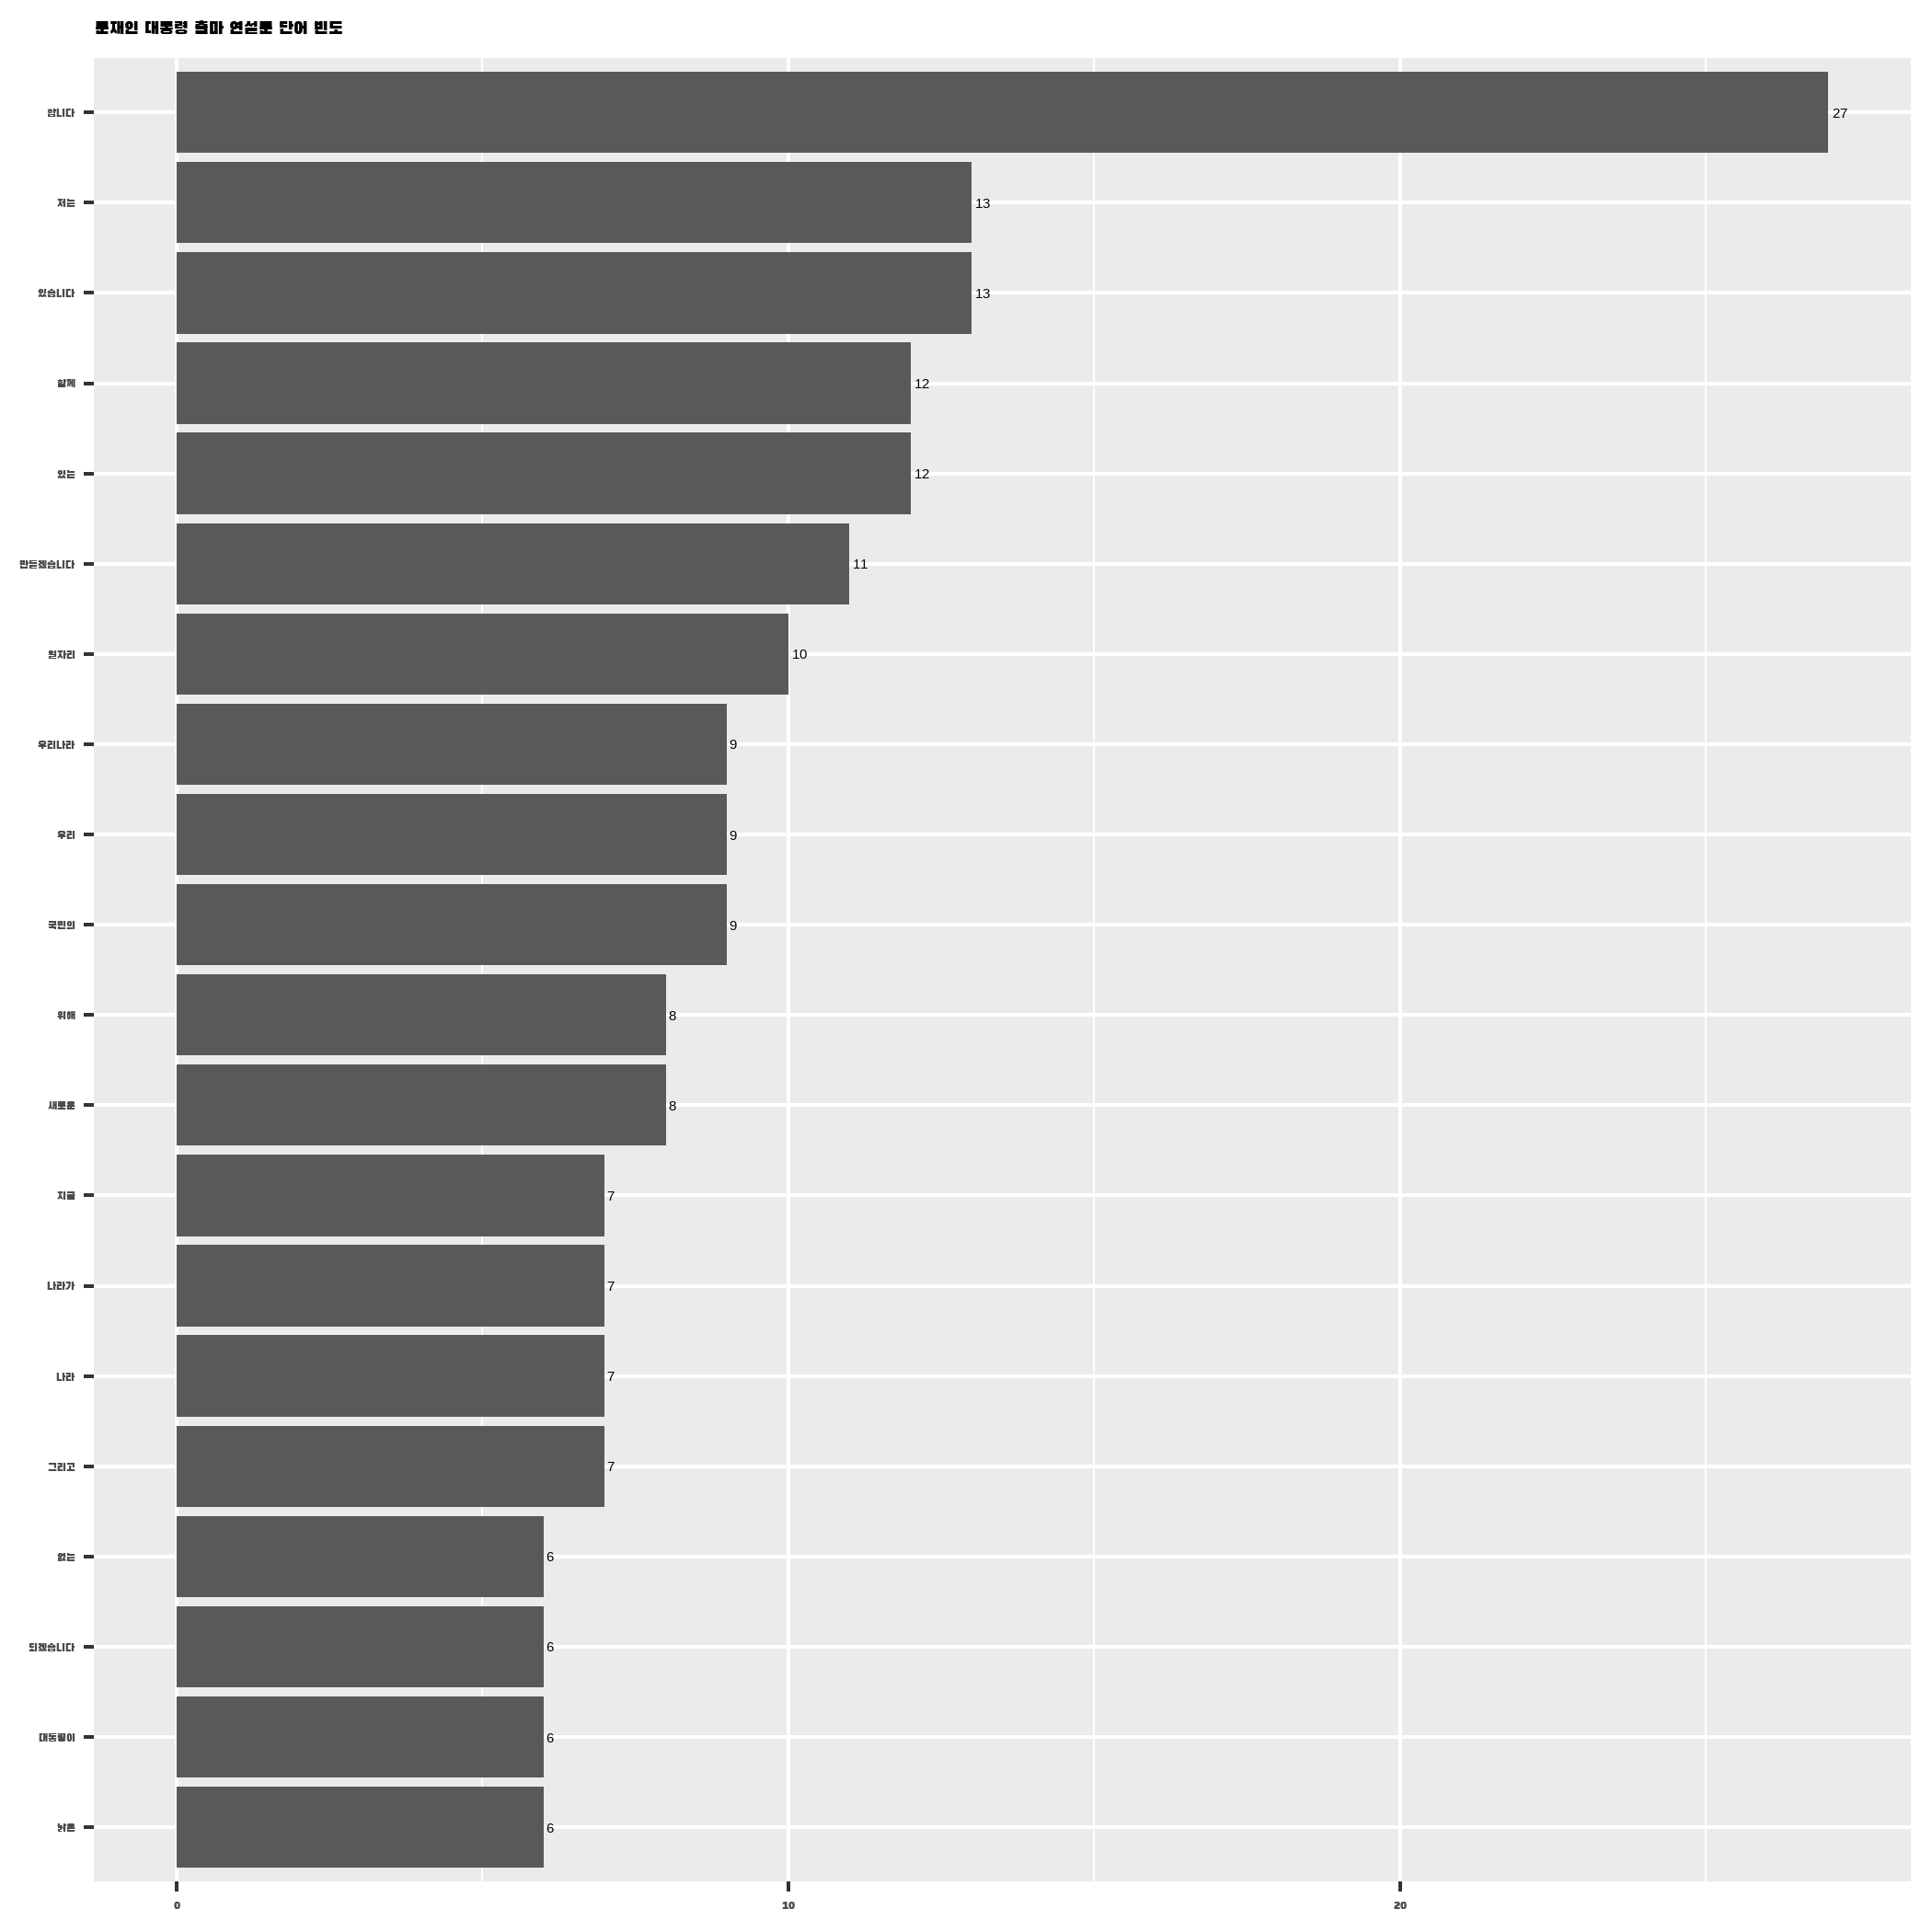 문재인 대통령 출마 연설문 단어 빈도
합니다 27
저는 13
있습니다 13
함께 12
있는 12
만들겠습니다 11
일자리 10
우리나라 9
우리 9
국민의 9
위해 8
새로운 8
지금 7
나라가 7
나라 7
그리고 7
없는 6
되겠습니다 6
대통령이 6
낡은 6
0 10 20